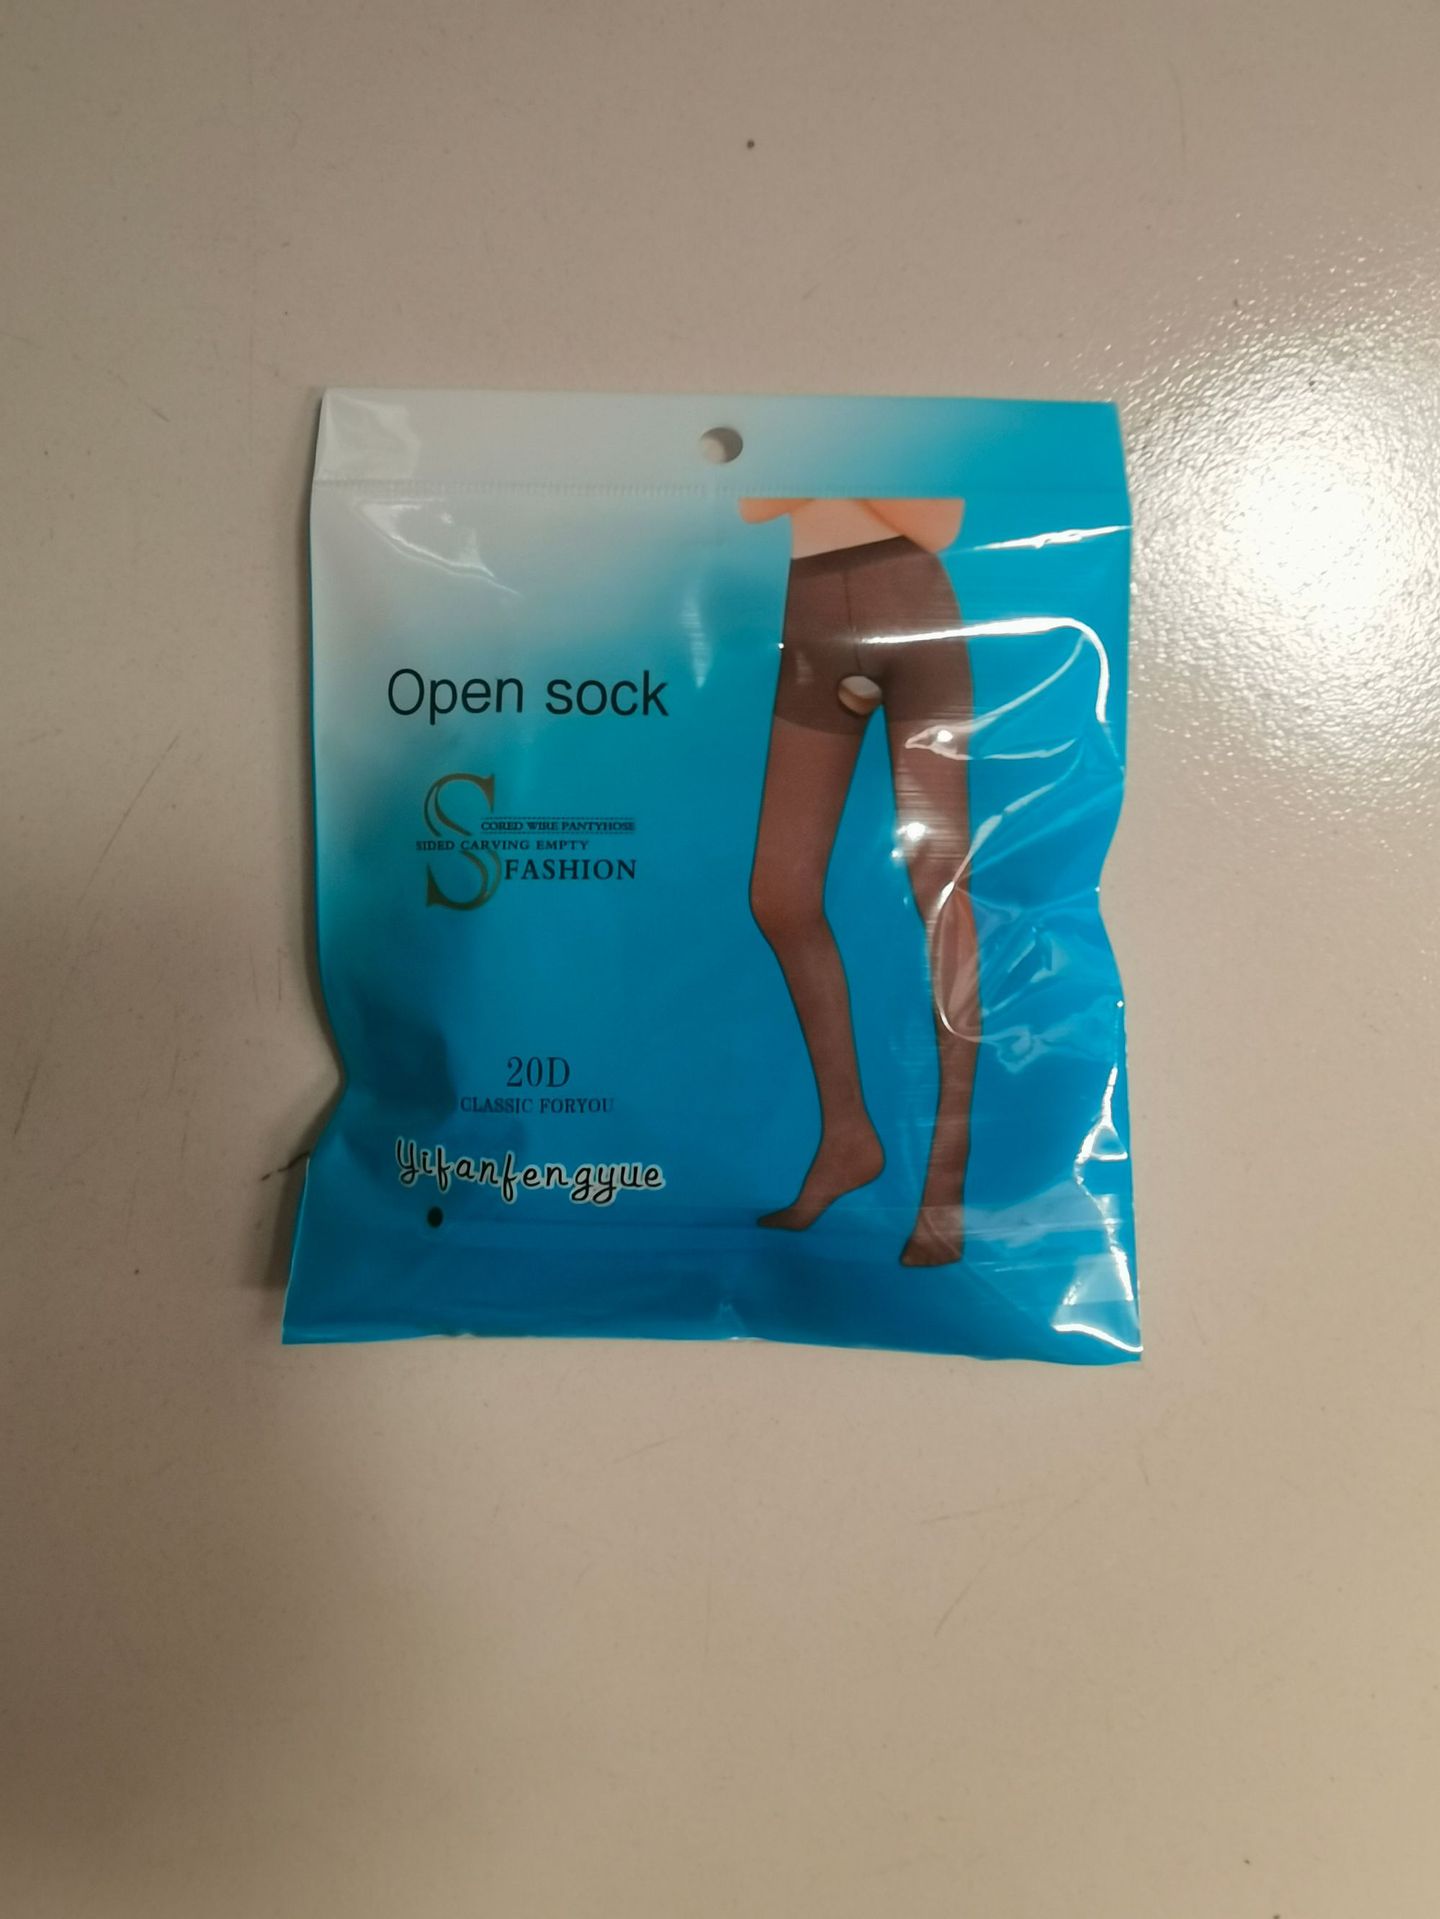 Open sock
CORED WIRE PANTYHOSE
SIDED CARVING EMPTY
S FASHION
20D
CLASSIC FORYOU
Yifanfengyue